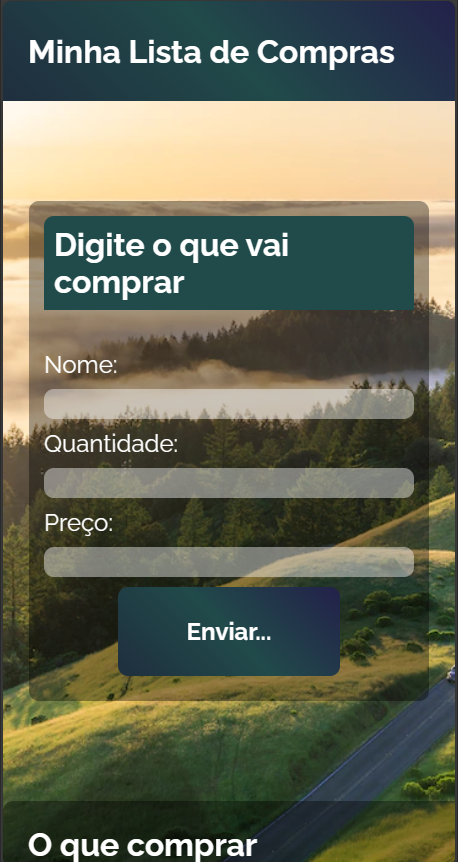 Minha Lista de Compras
Digite o que vai
comprar
Nome:
Quantidade:
Preço:
Enviar...
O que comprar